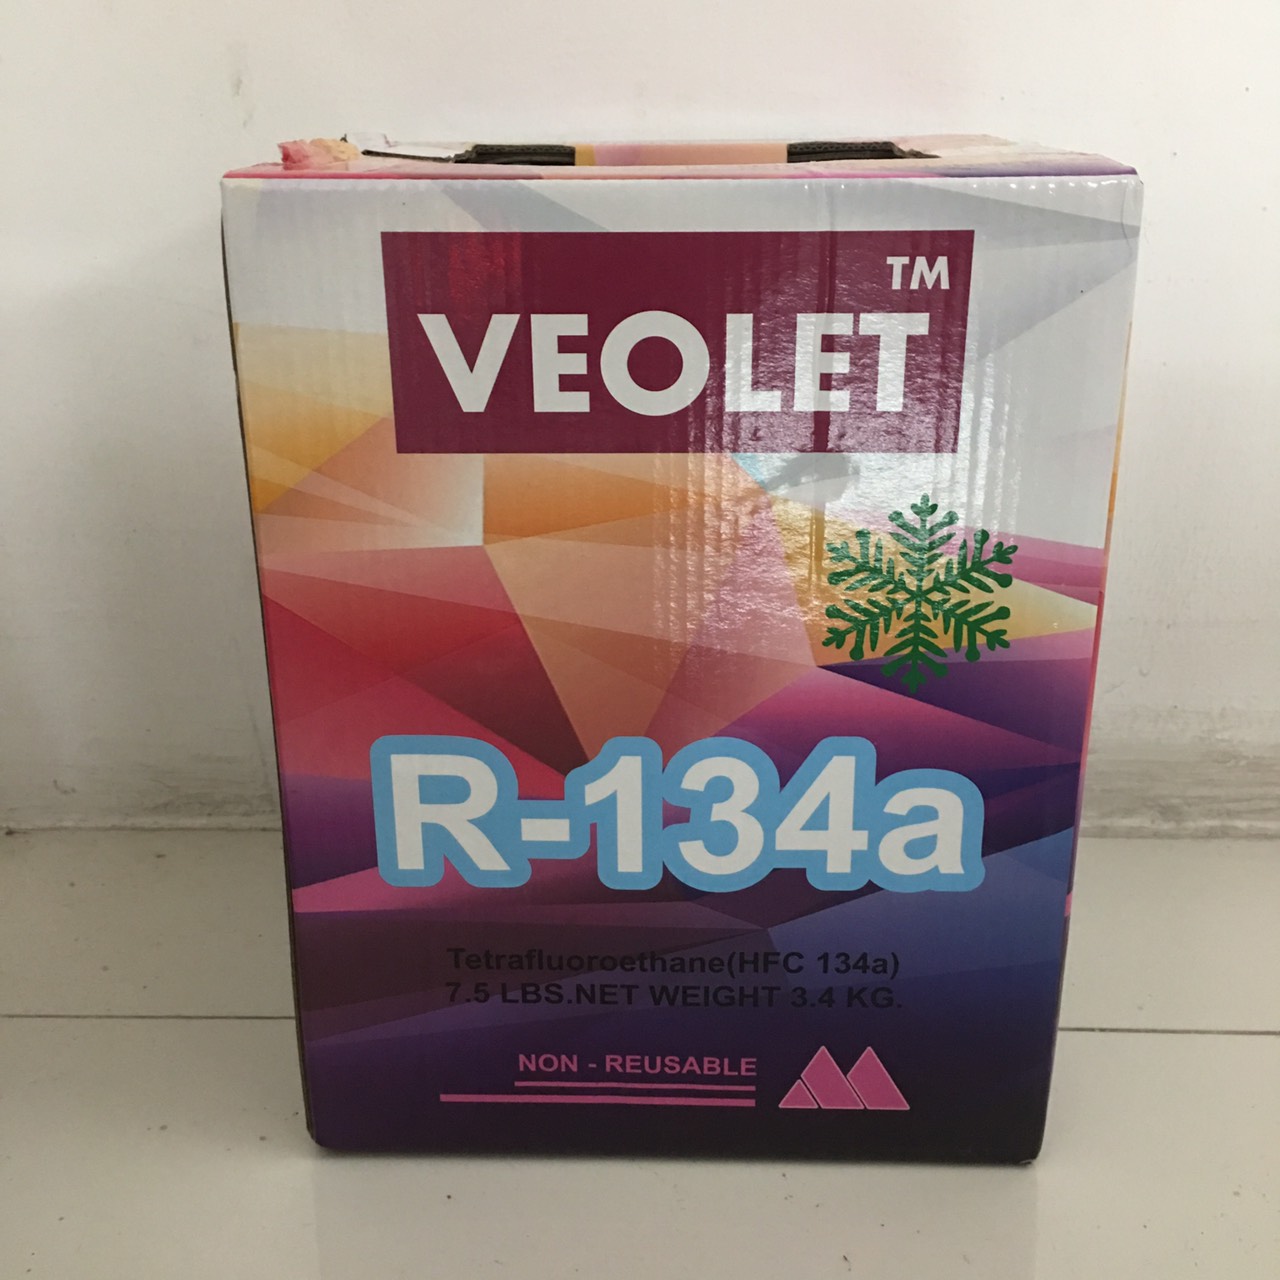 TM
VEOLET
R-134a
Tetrafluoroethane(HFC 134a)
7.5 LBS.NET WEIGHT 3.4 KG.
NON - REUSABLE